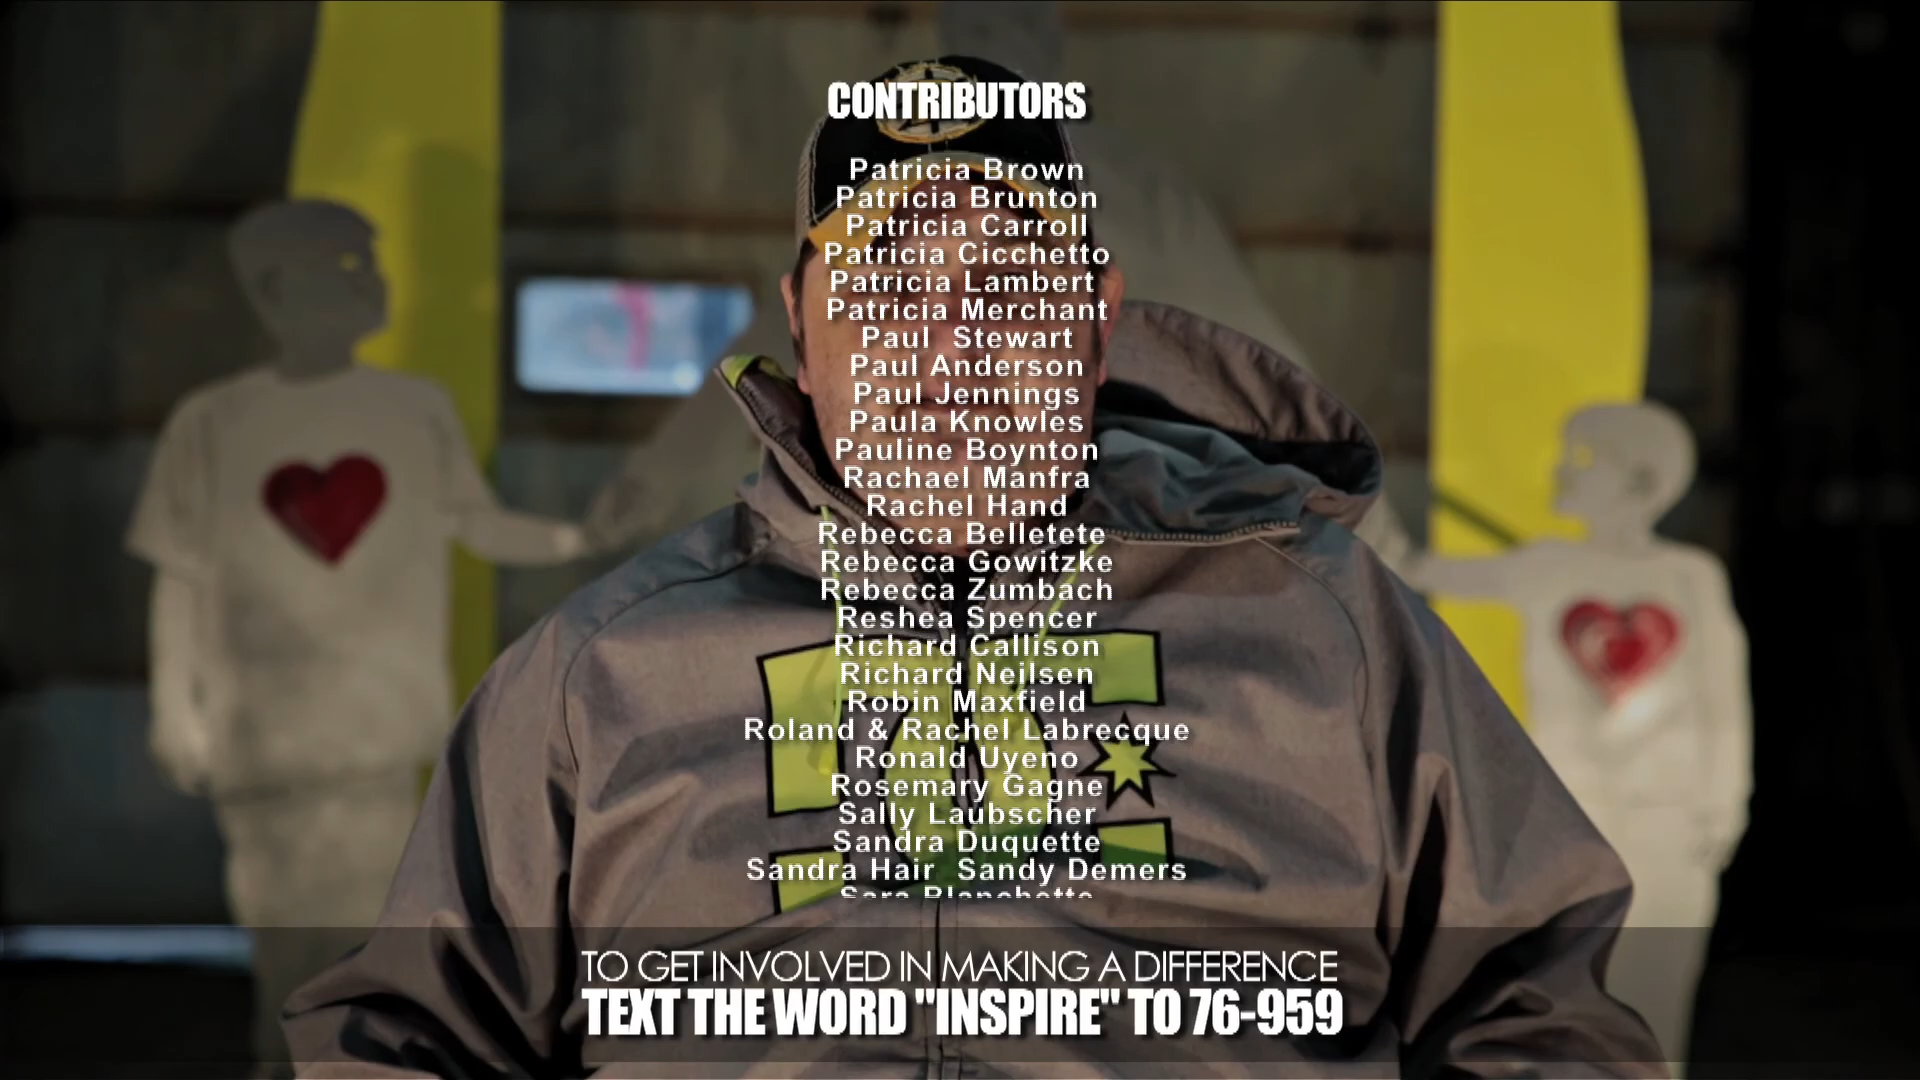 CONTRIBUTORS
Patricia Brown
Patricia Brunton
Patricia Carroll
Patricia Cicchetto
Patricia Lambert
Patricia Merchant
Paul  Stewart
Paul Anderson
Paul Jennings
Paula Knowles
Pauline Boynton
Rachael Manfra
Rachel Hand
Rebecca Belletete
Rebecca Gowitzke
Rebecca Zumbach
Reshea Spencer
Richard Callison
Richard Neilsen
Robin Maxfield
Roland & Rachel Labrecque
Ronald Uyeno
Rosemary Gagne
Sally Laubscher
Sandra Duquette
Sandra Hair  Sandy Demers
Sara Blanchette
TO GET INVOLVED IN MAKING A DIFFERENCE
TEXT THE WORD "INSPIRE" TO 76-959